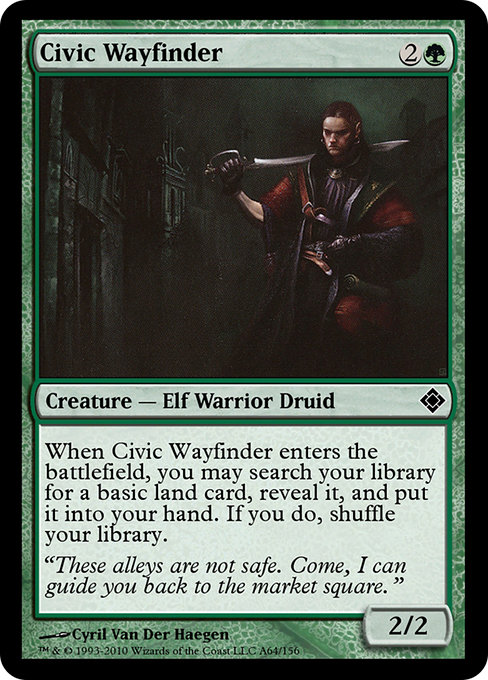 Civic Wayfinder 2
Creature — Elf Warrior Druid
When Civic Wayfinder enters the
battlefield, you may search your library
for a basic land card, reveal it, and put
it into your hand. If you do, shuffle
your library.
“These alleys are not safe. Come, I can
guide you back to the market square.”
2/2
Cyril Van Der Haegen
™ & © 1993-2010 Wizards of the Coast LLC A64/156